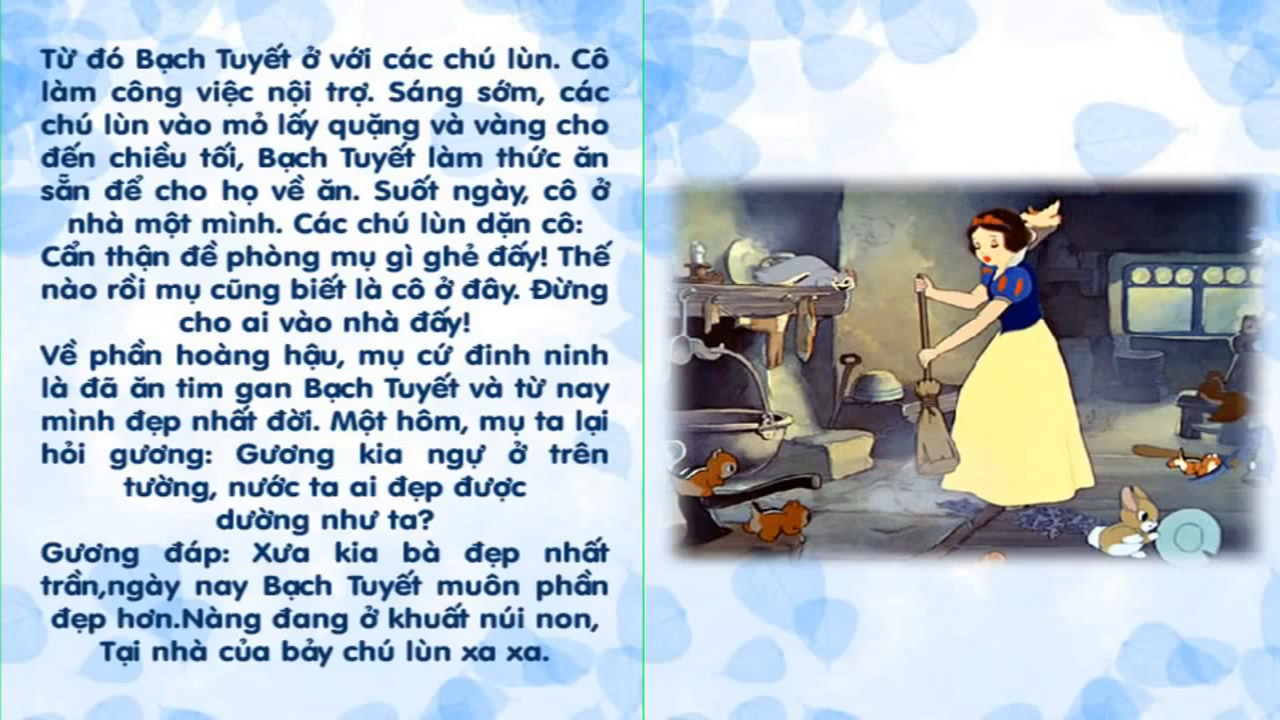 Từ đó Bạch Tuyết ở với các chú lùn. Cô
làm công việc nội trợ. Sáng sớm, các
chú lùn vào mỏ lấy quặng và vàng cho
đến chiều tối, Bạch Tuyết làm thức ăn
sẵn để cho họ về ăn. Suốt ngày, cô ở
nhà một mình. Các chú lùn dặn cô:
Cẩn thận đề phòng mụ gì ghẻ đấy! Thế
nào rồi mụ cũng biết là cô ở đây. Đừng
cho ai vào nhà đấy!
Về phần hoàng hậu, mụ cứ đinh ninh
là đã ăn tim gan Bạch Tuyết và từ nay
mình đẹp nhất đời. Một hôm, mụ ta lại
hỏi gương: Gương kia ngự ở trên
tường, nước ta ai đẹp được
dường như ta?
Gương đáp: Xưa kia bà đẹp nhất
trần,ngày nay Bạch Tuyết muôn phần
đẹp hơn.Nàng đang ở khuất núi non,
Tại nhà của bảy chú lùn xa xa.